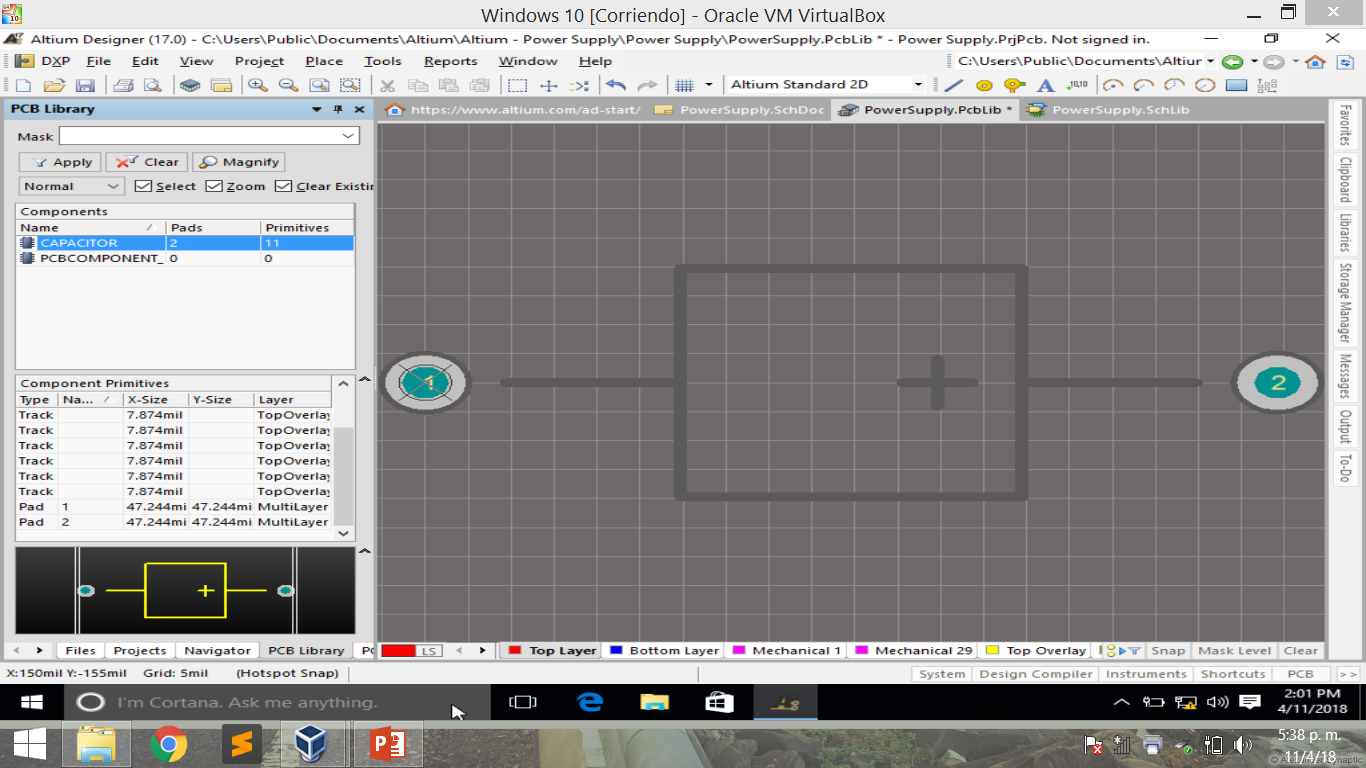 Windows 10 [Corriendo] - Oracle VM VirtualBox
Altium Designer (17.0) - C:\Users\Public\Documents\Altium\Altium - Power Supply\Power Supply\PowerSupply.PcbLib * - Power Supply.PrjPcb. Not signed in.
DXP File Edit View Project Place Tools Reports Window Help C:\Users\Public\Documents\Altiur
Altium Standard 2D
PCB Library
https://www.altium.com/ad-start/ PowerSupply.SchDoc PowerSupply.PcbLib * PowerSupply.SchLib
Mask
Apply Clear Magnify
Normal Select Zoom Clear Existin
Components
Name Pads Primitives
CAPACITOR 2 11
PCBCOMPONENT_ 0 0
Component Primitives
Type Na... X-Size Y-Size Layer
Track 7.874mil TopOverlay
Track 7.874mil TopOverlay
Track 7.874mil TopOverlay
Track 7.874mil TopOverlay
Track 7.874mil TopOverlay
Track 7.874mil TopOverlay
Pad 1 47.244mi 47.244mi MultiLayer
Pad 2 47.244mi 47.244mi MultiLayer
1
2
Favorites
Clipboard
Libraries
Storage Manager
Messages
Output
To-Do
Files Projects Navigator PCB Library PC
LS Top Layer Bottom Layer Mechanical 1 Mechanical 29 Top Overlay Snap Mask Level Clear
X:150mil Y:-155mil Grid: 5mil (Hotspot Snap)
System Design Compiler Instruments Shortcuts PCB >>
I'm Cortana. Ask me anything.
2:01 PM
4/11/2018
5:38 p. m.
11/4/18